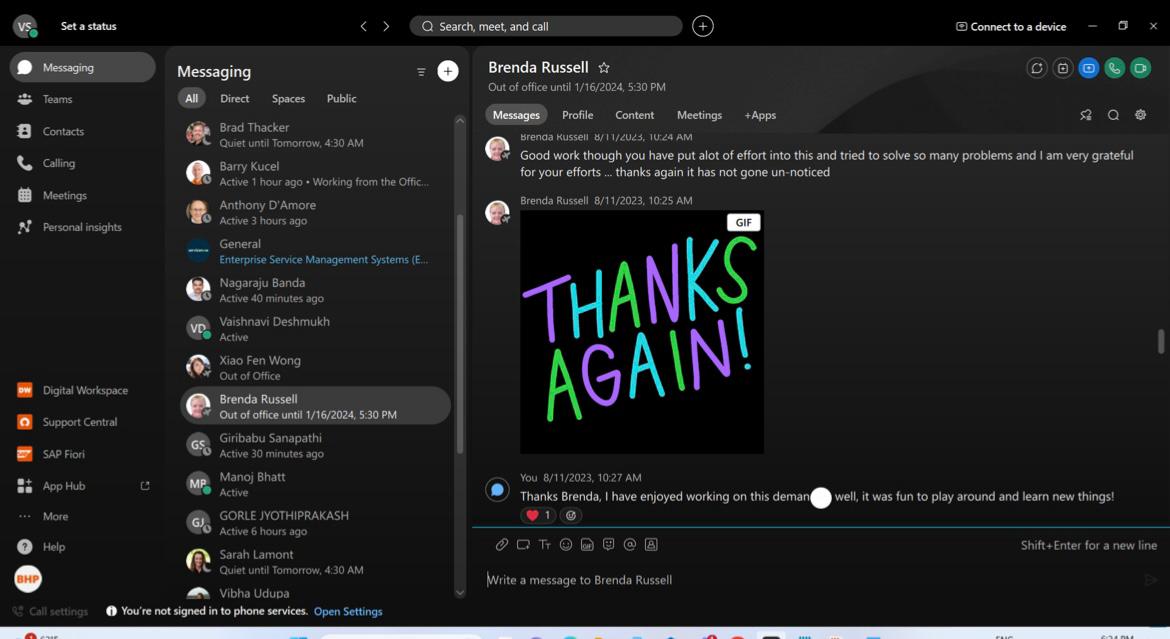 VS
Set a status
Search, meet, and call
Connect to a device
Messaging
Teams
Contacts
Calling
Meetings
Personal insights
DW
Digital Workspace
Support Central
SAP Fiori
App Hub
More
Help
BHP
Call settings
You're not signed in to phone services. Open Settings
Messaging
All Direct Spaces Public
Brad Thacker
Quiet until Tomorrow, 4:30 AM
Barry Kucel
Active 1 hour ago • Working from the Offic...
Anthony D'Amore
Active 3 hours ago
General
Enterprise Service Management Systems (E...
Nagaraju Banda
Active 40 minutes ago
VD
Vaishnavi Deshmukh
Active
Xiao Fen Wong
Out of Office
Brenda Russell
Out of office until 1/16/2024, 5:30 PM
GS
Giribabu Sanapathi
Active 30 minutes ago
Manoj Bhatt
Active
GJ
GORLE JYOTHIPRAKASH
Active 6 hours ago
Sarah Lamont
Quiet until Tomorrow, 4:30 AM
Vibha Udupa
Brenda Russell
Out of office until 1/16/2024, 5:30 PM
Messages Profile Content Meetings +Apps
Brenda Russell 8/11/2023, 10:24 AM
Good work though you have put alot of effort into this and tried to solve so many problems and I am very grateful
for your efforts ... thanks again it has not gone un-noticed
Brenda Russell 8/11/2023, 10:25 AM
GIF
THANKS
AGAIN!
You 8/11/2023, 10:27 AM
Thanks Brenda, I have enjoyed working on this deman well, it was fun to play around and learn new things!
1
Shift+Enter for a new line
Write a message to Brenda Russell